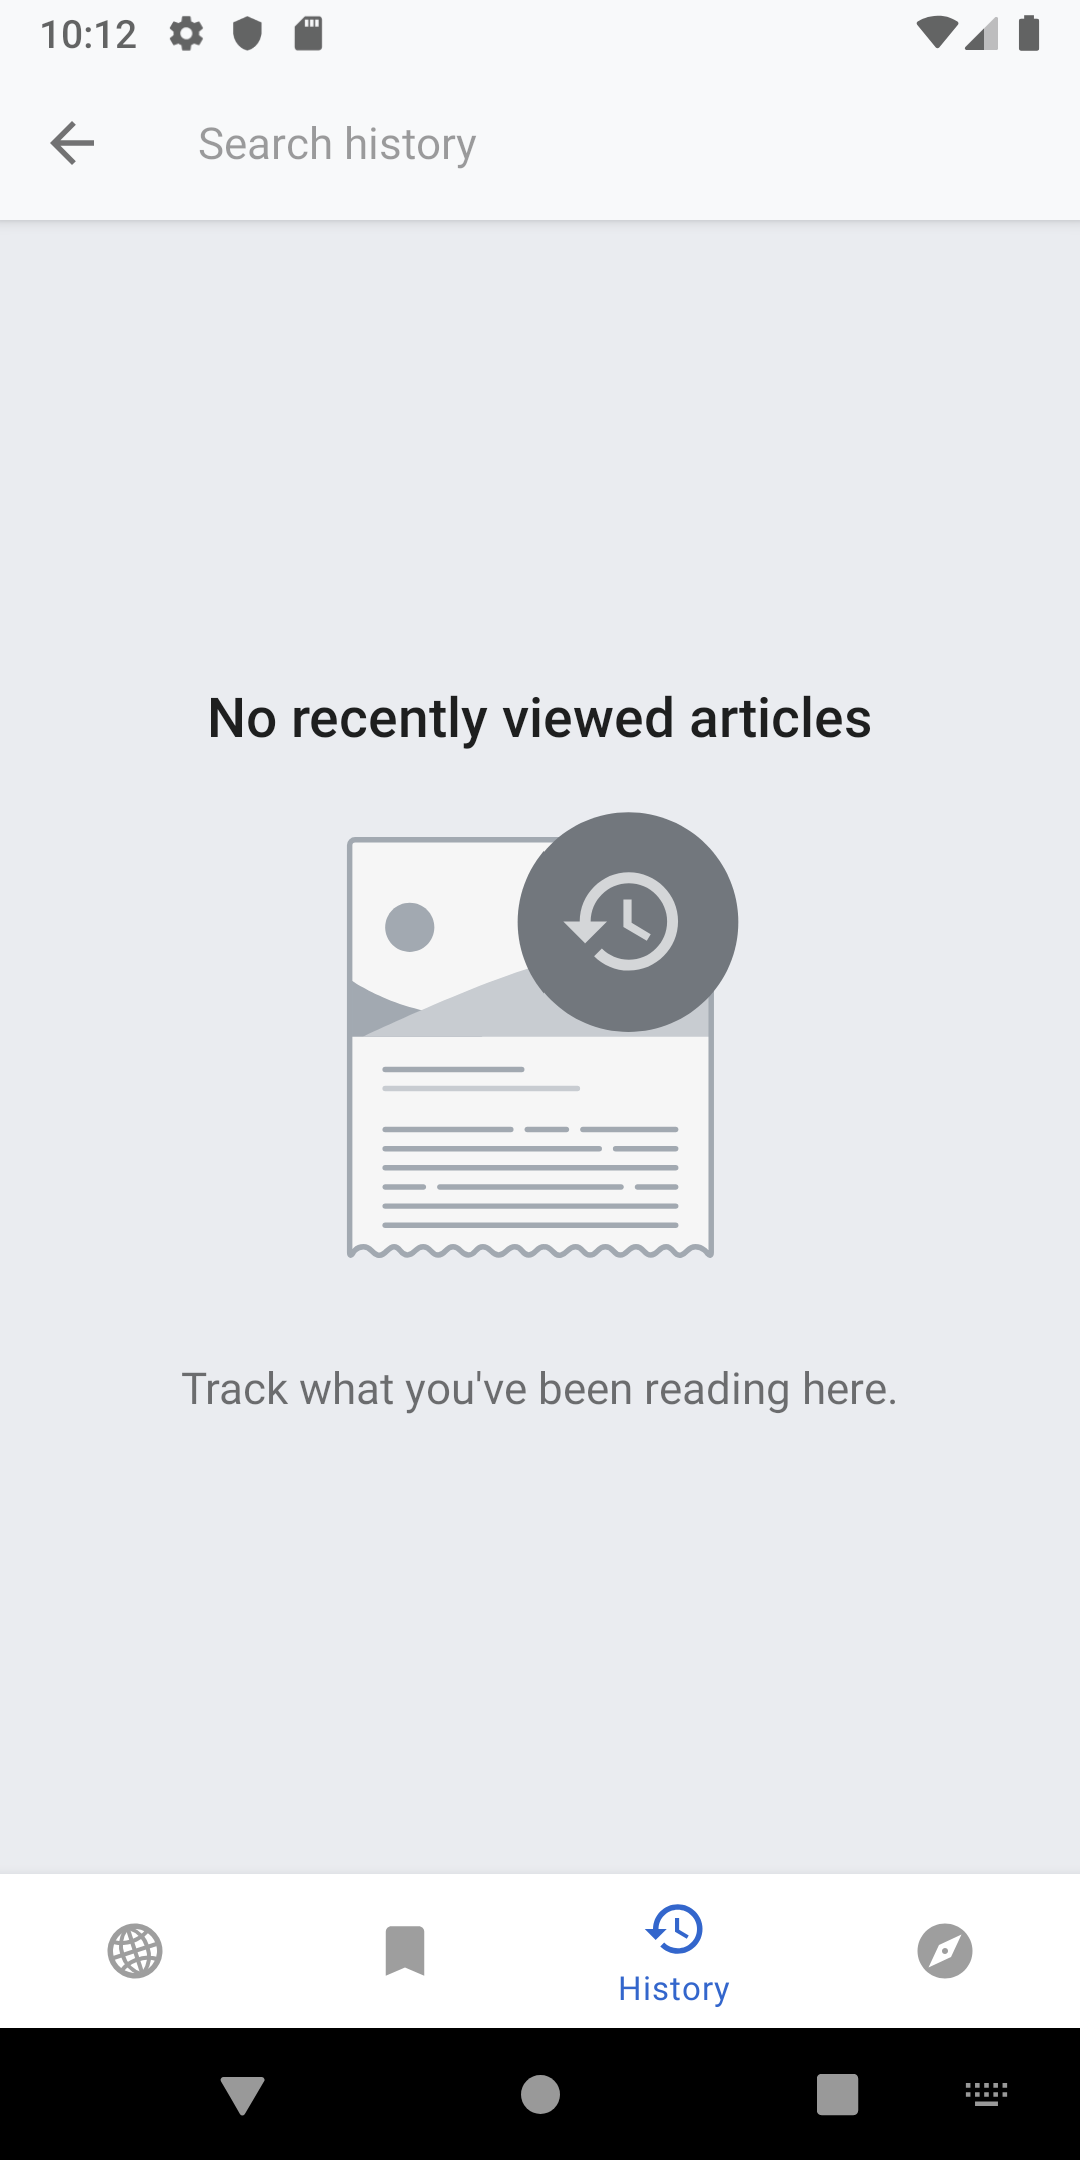 10:12
Search history
No recently viewed articles
Track what you've been reading here.
History